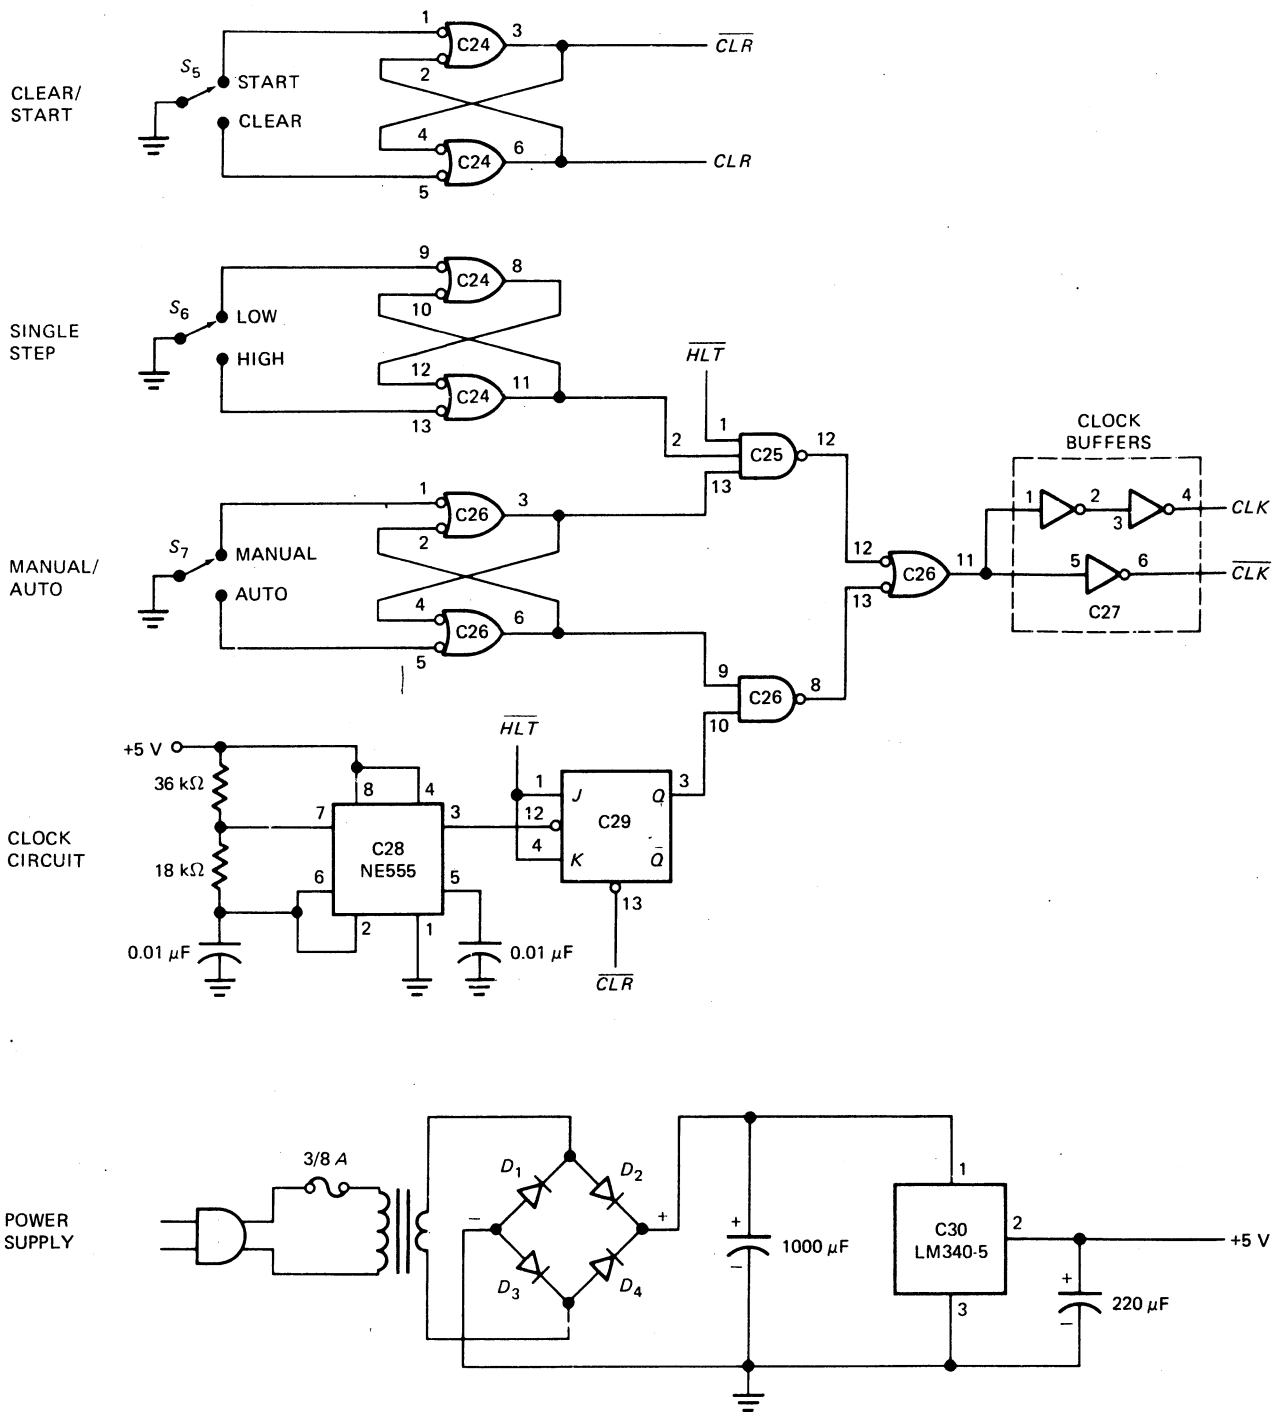 CLEAR/
START
S5
START
CLEAR
1
2
C24
3
CLR
4
5
C24
6
CLR
SINGLE
STEP
S6
LOW
HIGH
9
10
C24
8
12
13
C24
11
HLT
1
2
13
C25
12
MANUAL/
AUTO
S7
MANUAL
AUTO
1
2
C26
3
4
5
C26
6
9
10
C26
8
12
13
C26
11
CLOCK
BUFFERS
1
2
3
4
CLK
5
6
CLK
C27
CLOCK
CIRCUIT
+5 V
36 kΩ
18 kΩ
0.01 µF
7
8
4
3
6
5
2
1
C28
NE555
0.01 µF
HLT
1
12
4
J
K
Q
Q̅
C29
3
13
CLR
POWER
SUPPLY
3/8 A
D1
D2
D3
D4
−
+
+
1000 µF
−
1
C30
LM340-5
2
3
+5 V
+
220 µF
−